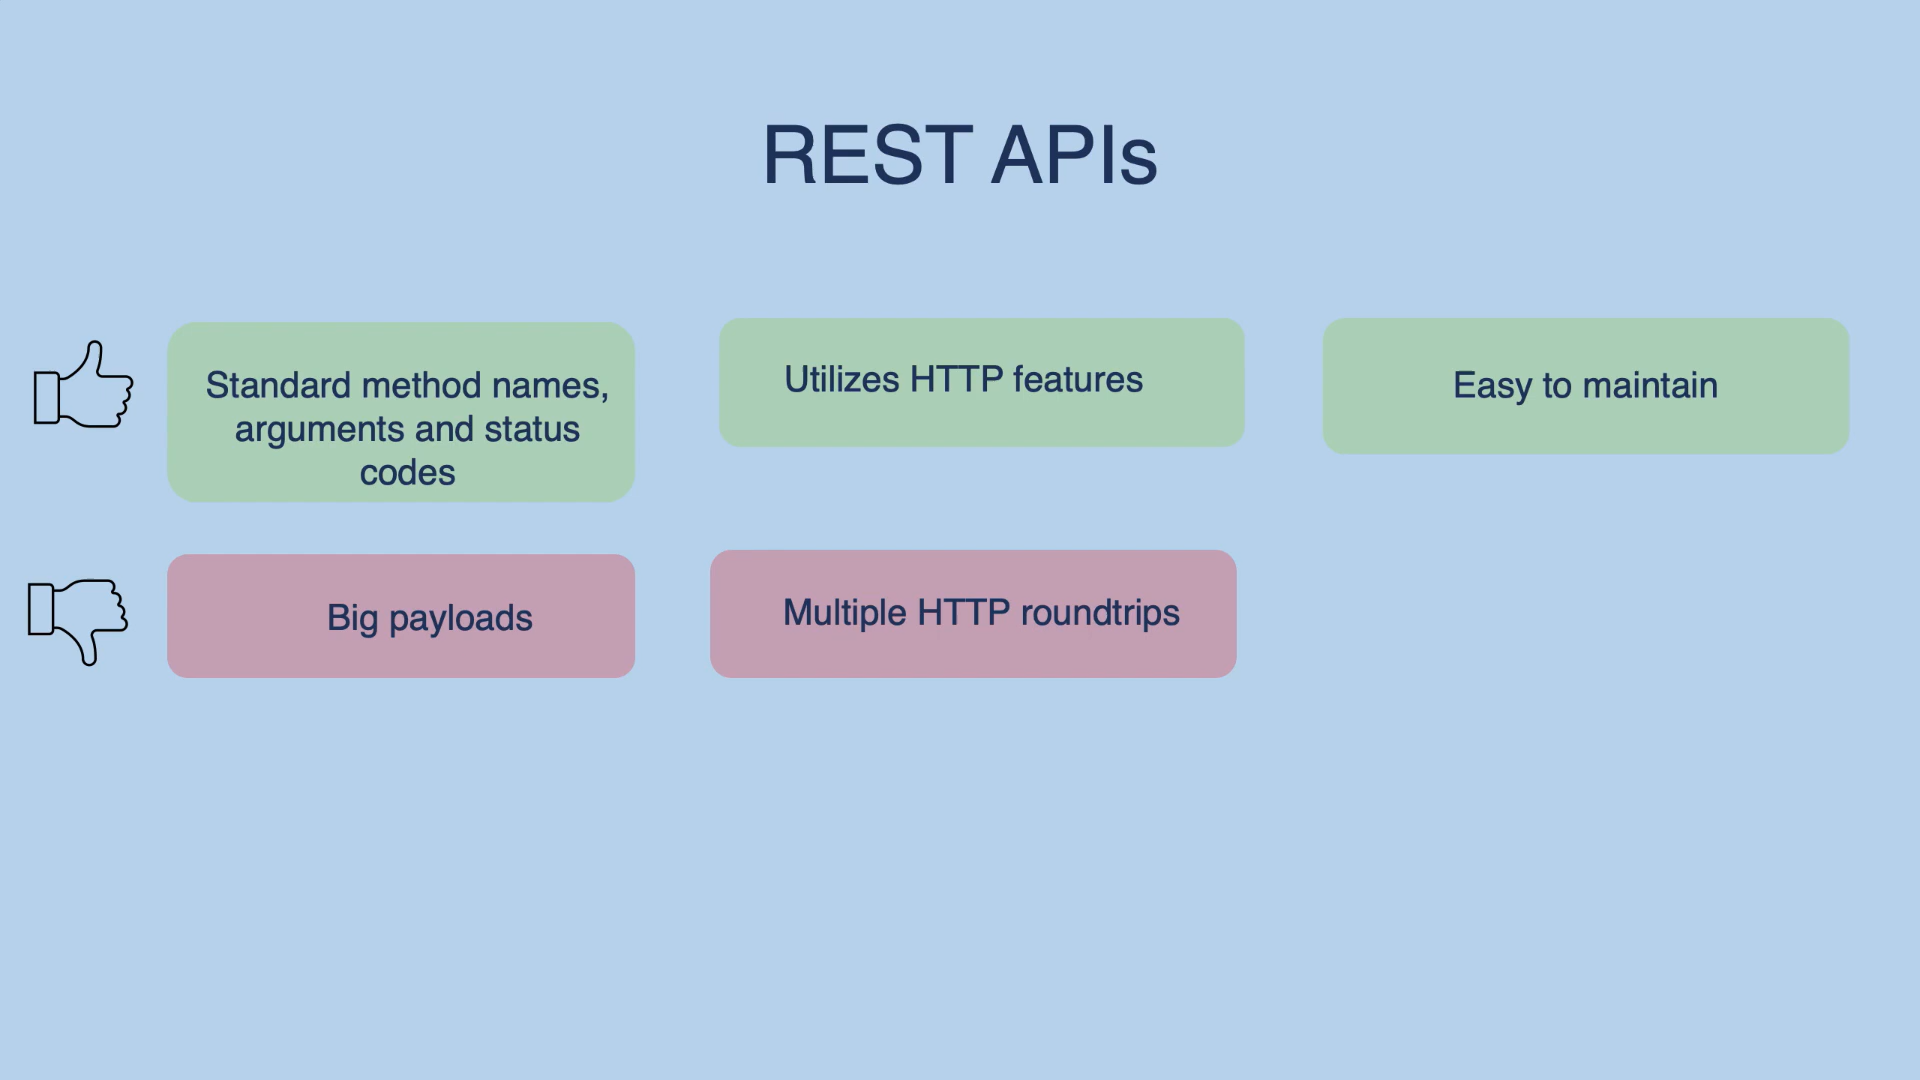 REST APIs
Standard method names,
arguments and status
codes
Utilizes HTTP features
Easy to maintain
Big payloads
Multiple HTTP roundtrips